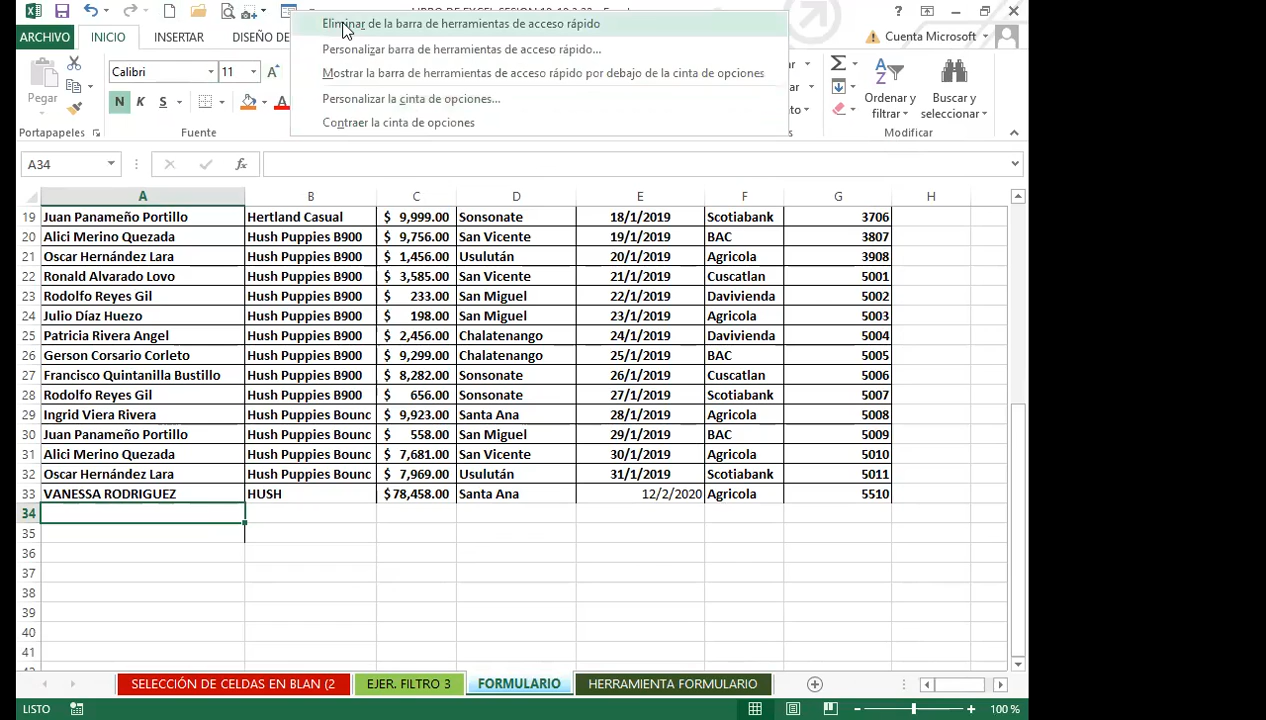 Eliminar de la barra de herramientas de acceso rápido
Personalizar barra de herramientas de acceso rápido...
Mostrar la barra de herramientas de acceso rápido por debajo de la cinta de opciones
Personalizar la cinta de opciones...
Contraer la cinta de opciones
ARCHIVO INICIO INSERTAR DISEÑO DE
Cuenta Microsoft
Pegar
Calibri 11
N K S
Ordenar y filtrar
Buscar y seleccionar
Portapapeles Fuente Modificar
A34 fx
A B C D E F G H
19 Juan Panameño Portillo Hertland Casual $ 9,999.00 Sonsonate 18/1/2019 Scotiabank 3706
20 Alici Merino Quezada Hush Puppies B900 $ 9,756.00 San Vicente 19/1/2019 BAC 3807
21 Oscar Hernández Lara Hush Puppies B900 $ 1,456.00 Usulután 20/1/2019 Agricola 3908
22 Ronald Alvarado Lovo Hush Puppies B900 $ 3,585.00 San Vicente 21/1/2019 Cuscatlan 5001
23 Rodolfo Reyes Gil Hush Puppies B900 $ 233.00 San Miguel 22/1/2019 Davivienda 5002
24 Julio Díaz Huezo Hush Puppies B900 $ 198.00 San Miguel 23/1/2019 Agricola 5003
25 Patricia Rivera Angel Hush Puppies B900 $ 2,456.00 Chalatenango 24/1/2019 Davivienda 5004
26 Gerson Corsario Corleto Hush Puppies B900 $ 9,299.00 Chalatenango 25/1/2019 BAC 5005
27 Francisco Quintanilla Bustillo Hush Puppies B900 $ 8,282.00 Sonsonate 26/1/2019 Cuscatlan 5006
28 Rodolfo Reyes Gil Hush Puppies B900 $ 656.00 Sonsonate 27/1/2019 Scotiabank 5007
29 Ingrid Viera Rivera Hush Puppies Bounc $ 9,923.00 Santa Ana 28/1/2019 Agricola 5008
30 Juan Panameño Portillo Hush Puppies Bounc $ 558.00 San Miguel 29/1/2019 BAC 5009
31 Alici Merino Quezada Hush Puppies Bounc $ 7,681.00 San Vicente 30/1/2019 Agricola 5010
32 Oscar Hernández Lara Hush Puppies Bounc $ 7,969.00 Usulután 31/1/2019 Scotiabank 5011
33 VANESSA RODRIGUEZ HUSH $ 78,458.00 Santa Ana 12/2/2020 Agricola 5510
34
35
36
37
38
39
40
41
SELECCIÓN DE CELDAS EN BLAN (2 EJER. FILTRO 3 FORMULARIO HERRAMIENTA FORMULARIO
LISTO 100 %